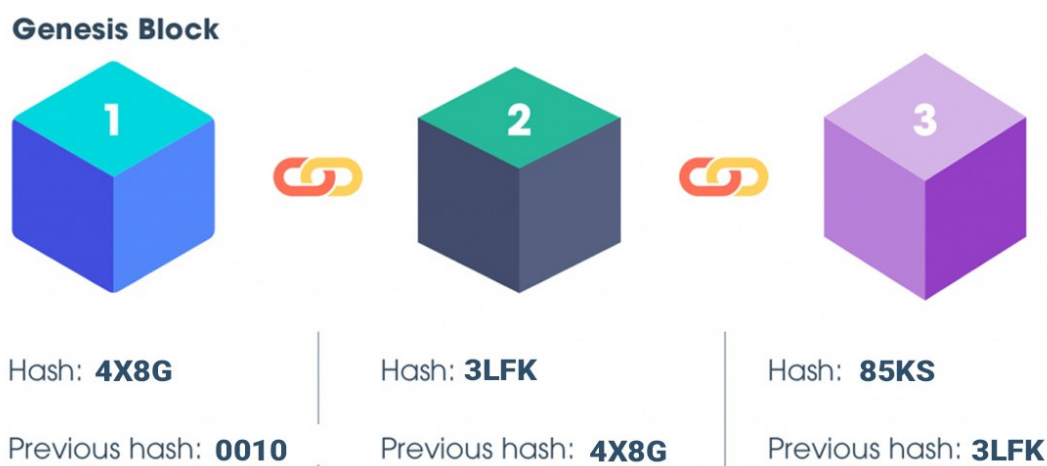 Genesis Block
1
2
3
Hash: 4X8G
Hash: 3LFK
Hash: 85KS
Previous hash: 0010
Previous hash: 4X8G
Previous hash: 3LFK